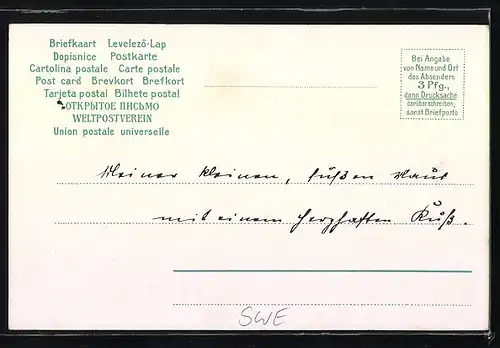 Briefkaart Levelező-Lap
Dopisnice Postkarte
Cartolina postale Carte postale
Post card Brevkort Brefkort
Tarjeta postal Bilhete postal
ОТКРЫТОЕ ПИСЬМО
WELTPOSTVEREIN
Union postale universelle
Bei Angabe
von Name und Ort
des Absenders
3 Pfg.,
dann Drucksache
darüberschreiben;
sonst Briefporto
Meiner kleinen, süßen Maus
mit einem herzhaften Kuß.
SWE